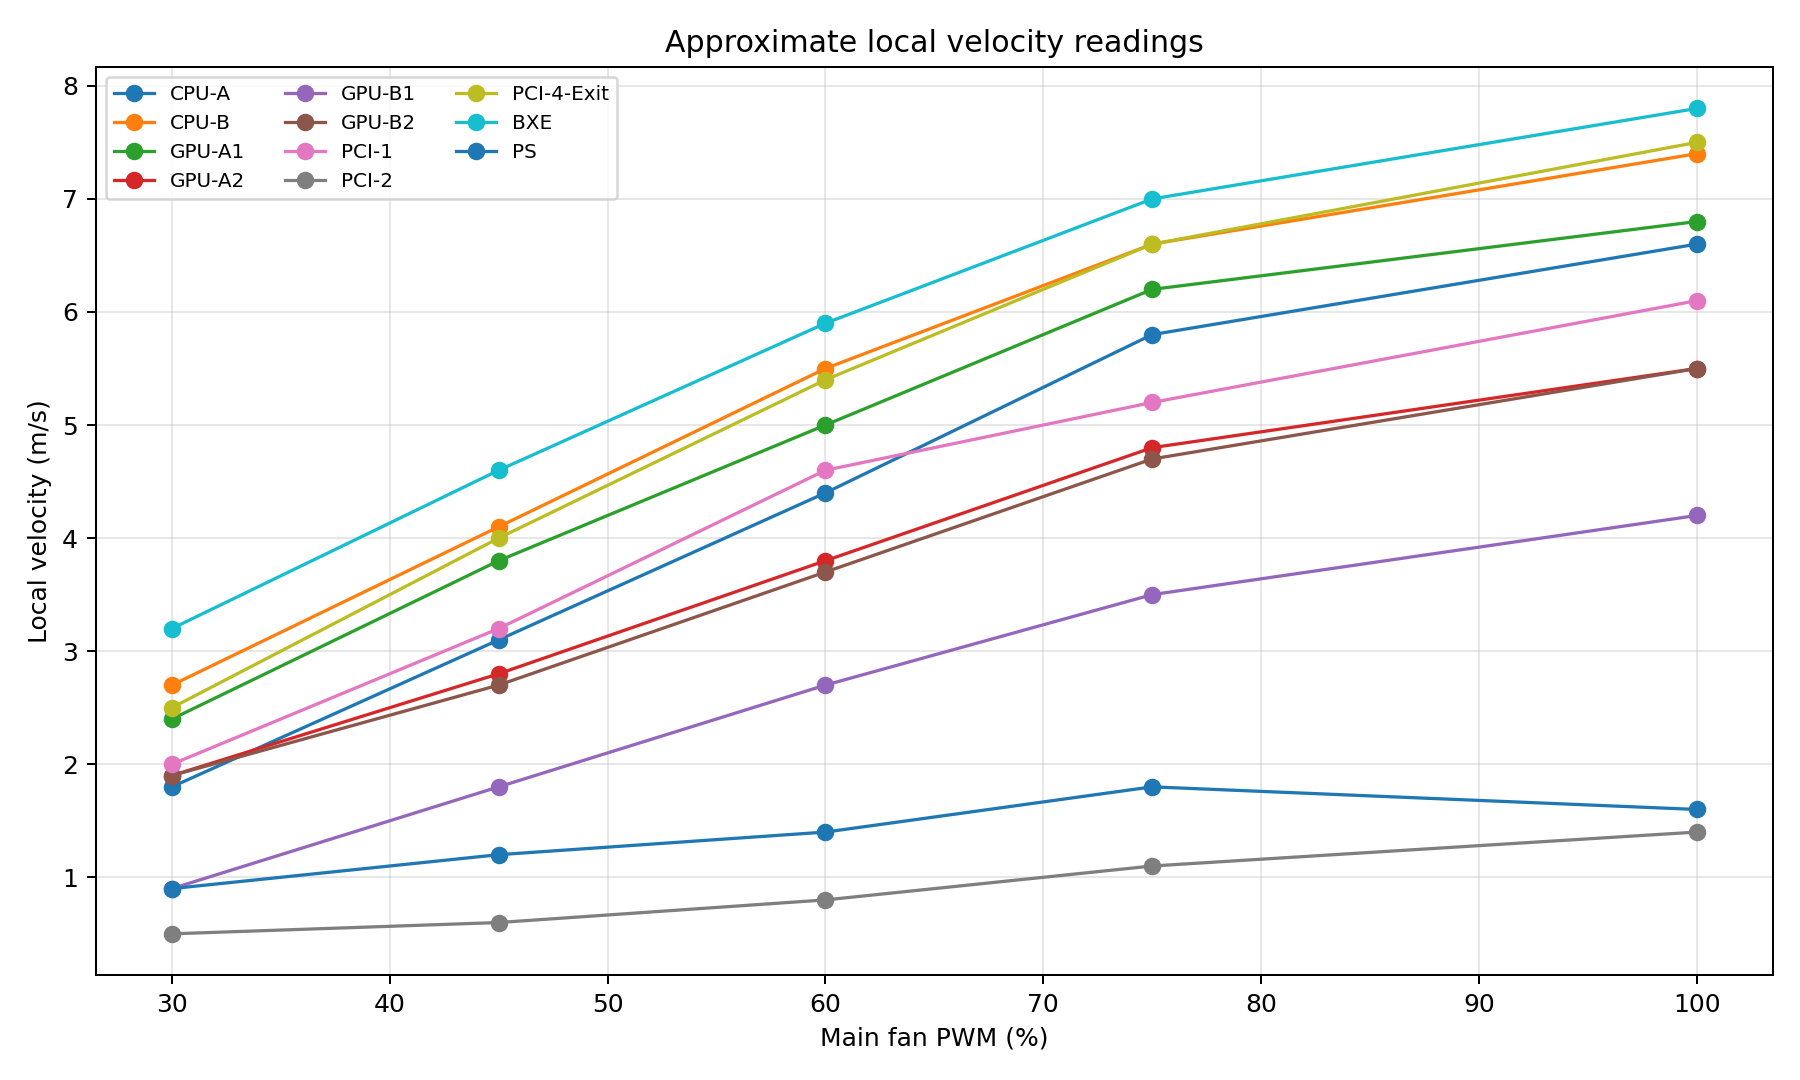 Approximate local velocity readings
CPU-A
CPU-B
GPU-A1
GPU-A2
GPU-B1
GPU-B2
PCI-1
PCI-2
PCI-4-Exit
BXE
PS
Local velocity (m/s)
8
7
6
5
4
3
2
1
30 40 50 60 70 80 90 100
Main fan PWM (%)